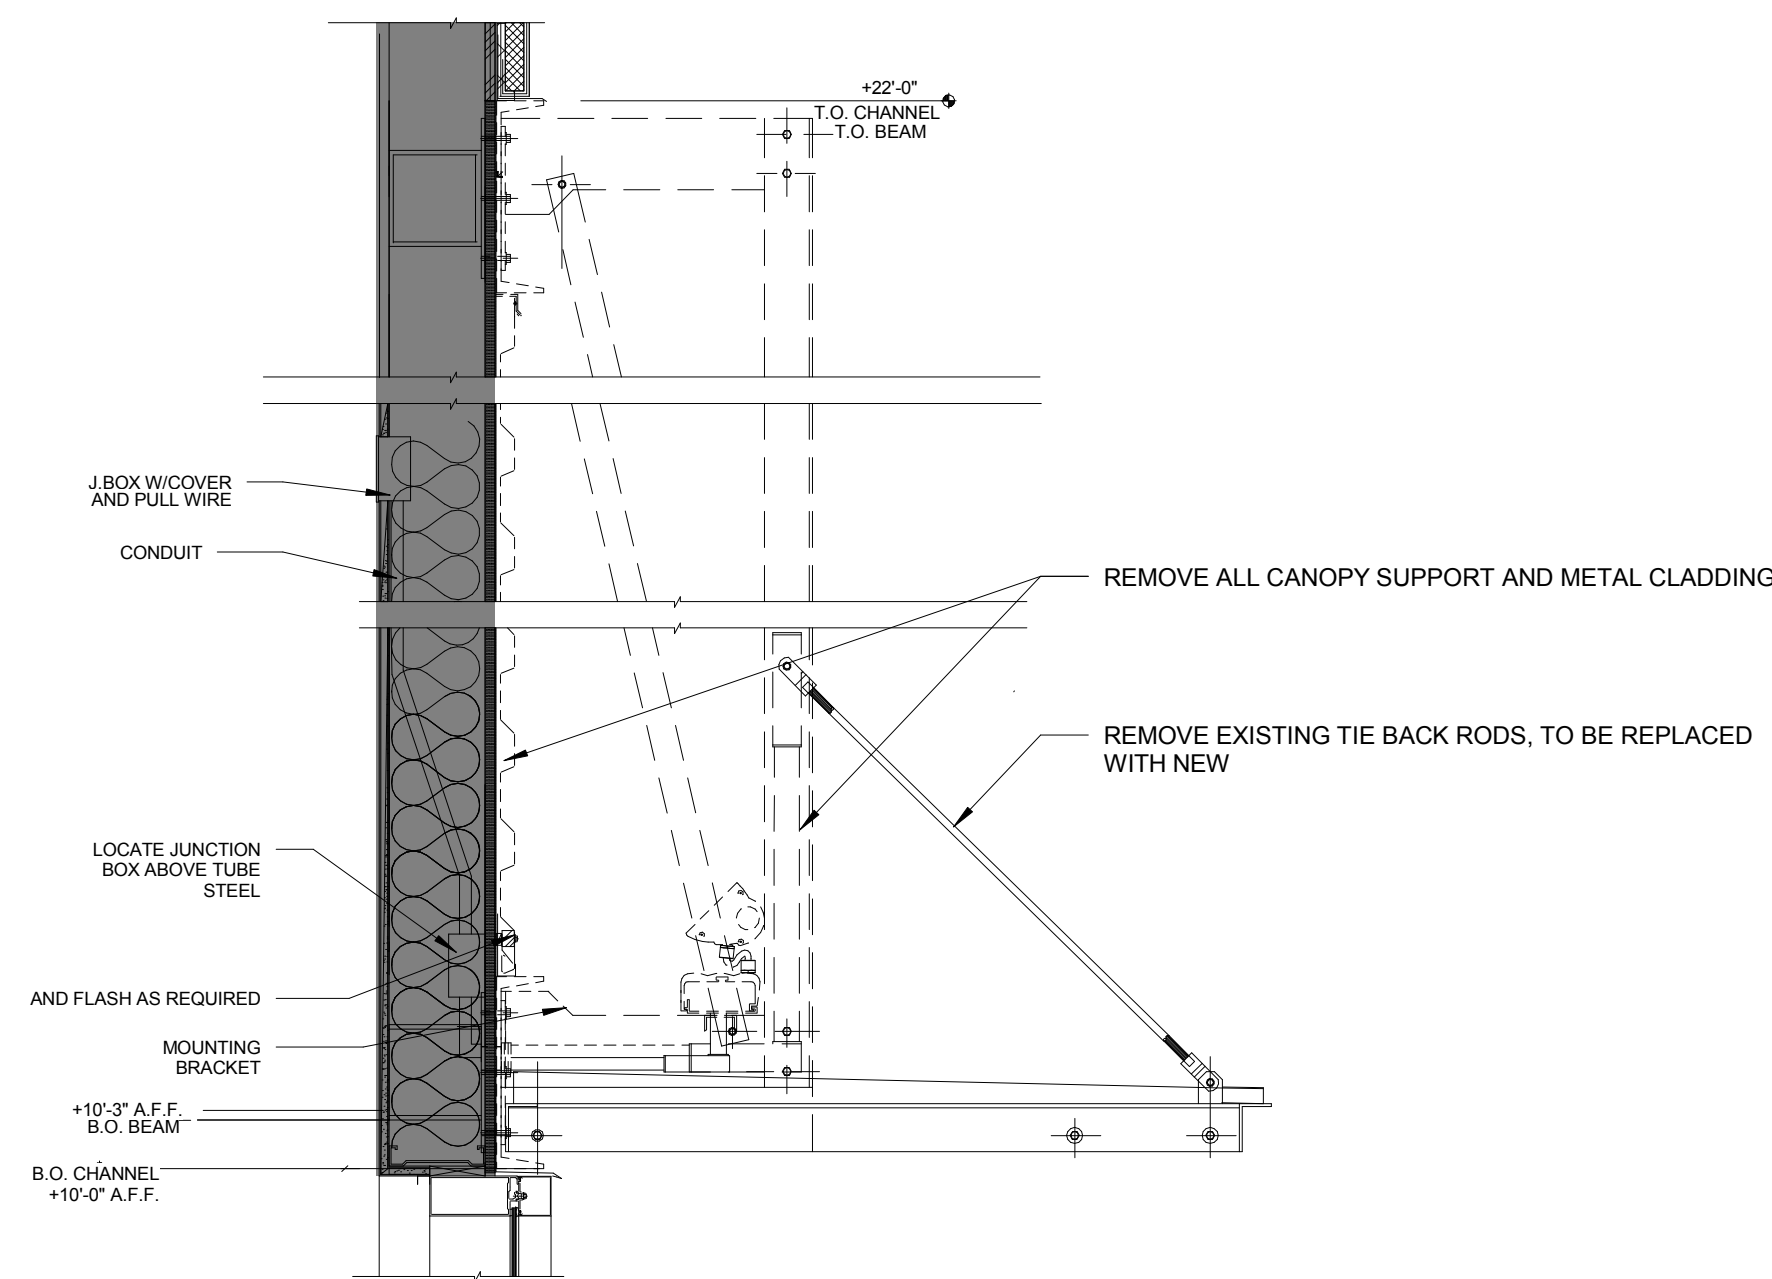 +22'-0"
T.O. CHANNEL
T.O. BEAM
J.BOX W/COVER
AND PULL WIRE
CONDUIT
REMOVE ALL CANOPY SUPPORT AND METAL CLADDING
REMOVE EXISTING TIE BACK RODS, TO BE REPLACED
WITH NEW
LOCATE JUNCTION
BOX ABOVE TUBE
STEEL
AND FLASH AS REQUIRED
MOUNTING
BRACKET
+10'-3" A.F.F.
B.O. BEAM
B.O. CHANNEL
+10'-0" A.F.F.